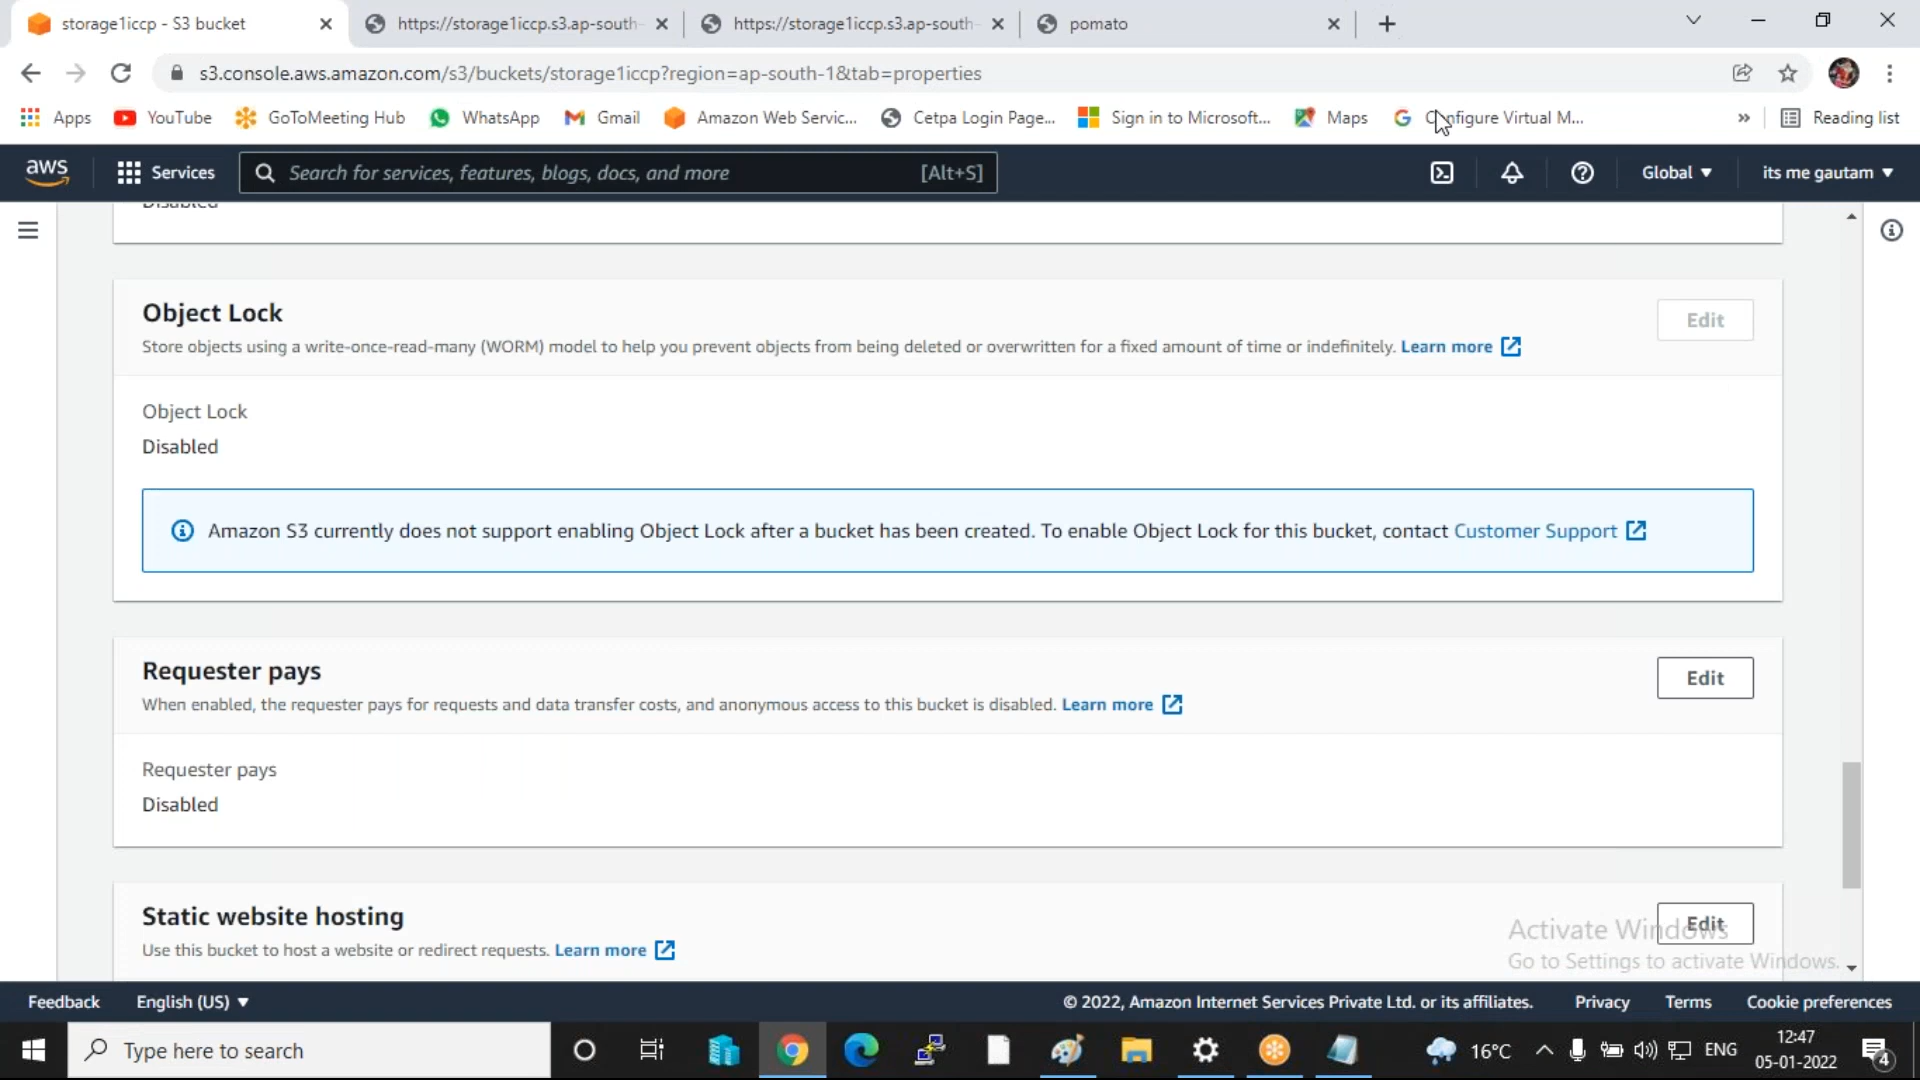 storage1iccp - S3 bucket
https://storage1iccp.s3.ap-south-
https://storage1iccp.s3.ap-south-
pomato
s3.console.aws.amazon.com/s3/buckets/storage1iccp?region=ap-south-1&tab=properties
Apps
YouTube
GoToMeeting Hub
WhatsApp
Gmail
Amazon Web Servic...
Cetpa Login Page...
Sign in to Microsoft...
Maps
Configure Virtual M...
»
Reading list
aws
Services
Search for services, features, blogs, docs, and more
[Alt+S]
Global
its me gautam
Disabled
Object Lock
Edit
Store objects using a write-once-read-many (WORM) model to help you prevent objects from being deleted or overwritten for a fixed amount of time or indefinitely. Learn more
Object Lock
Disabled
Amazon S3 currently does not support enabling Object Lock after a bucket has been created. To enable Object Lock for this bucket, contact Customer Support
Requester pays
Edit
When enabled, the requester pays for requests and data transfer costs, and anonymous access to this bucket is disabled. Learn more
Requester pays
Disabled
Static website hosting
Edit
Use this bucket to host a website or redirect requests. Learn more
Activate Windows
Go to Settings to activate Windows.
Feedback
English (US)
© 2022, Amazon Internet Services Private Ltd. or its affiliates.
Privacy
Terms
Cookie preferences
Type here to search
16°C
ENG
12:47
05-01-2022
4